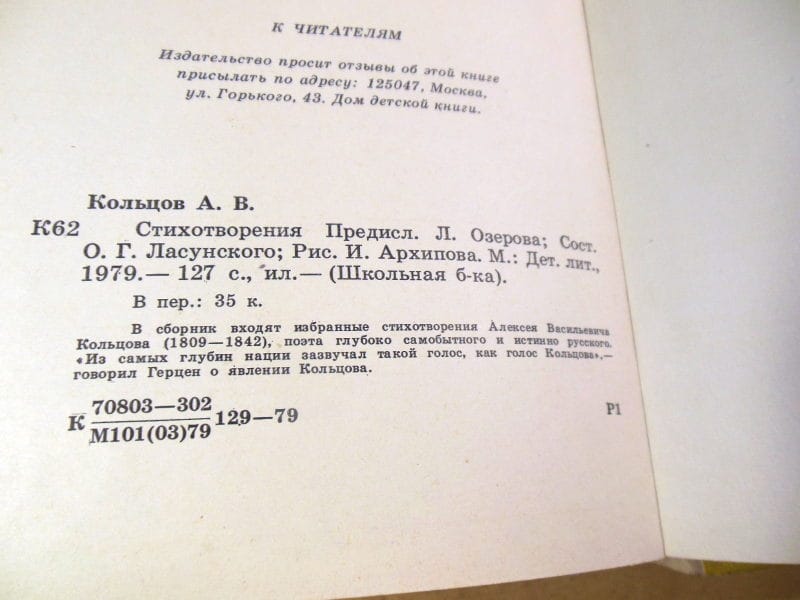 К ЧИТАТЕЛЯМ
Издательство просит отзывы об этой книге
присылать по адресу: 125047, Москва,
ул. Горького, 43. Дом детской книги.
Кольцов А. В.
К62 Стихотворения Предисл. Л. Озерова; Сост.
О. Г. Ласунского; Рис. И. Архипова. М.: Дет. лит.,
1979.— 127 с., ил.— (Школьная б-ка).
В пер.: 35 к.
В сборник входят избранные стихотворения Алексея Васильевича
Кольцова (1809—1842), поэта глубоко самобытного и истинно русского.
«Из самых глубин нации зазвучал такой голос, как голос Кольцова»,—
говорил Герцен о явлении Кольцова.
К 70803—302
М101(03)79 129—79
Р1